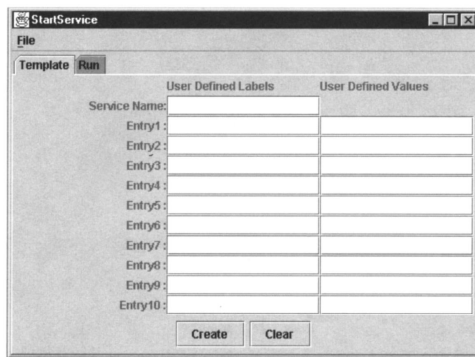 StartService
File
Template Run
User Defined Labels User Defined Values
Service Name:
Entry1:
Entry2:
Entry3:
Entry4:
Entry5:
Entry6:
Entry7:
Entry8:
Entry9:
Entry10:
Create Clear